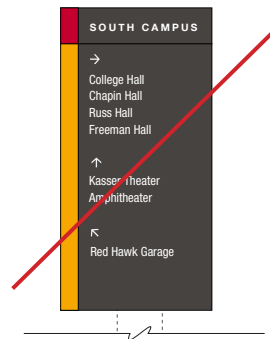 SOUTH CAMPUS
→
College Hall
Chapin Hall
Russ Hall
Freeman Hall
↑
Kasser Theater
Amphitheater
↖
Red Hawk Garage